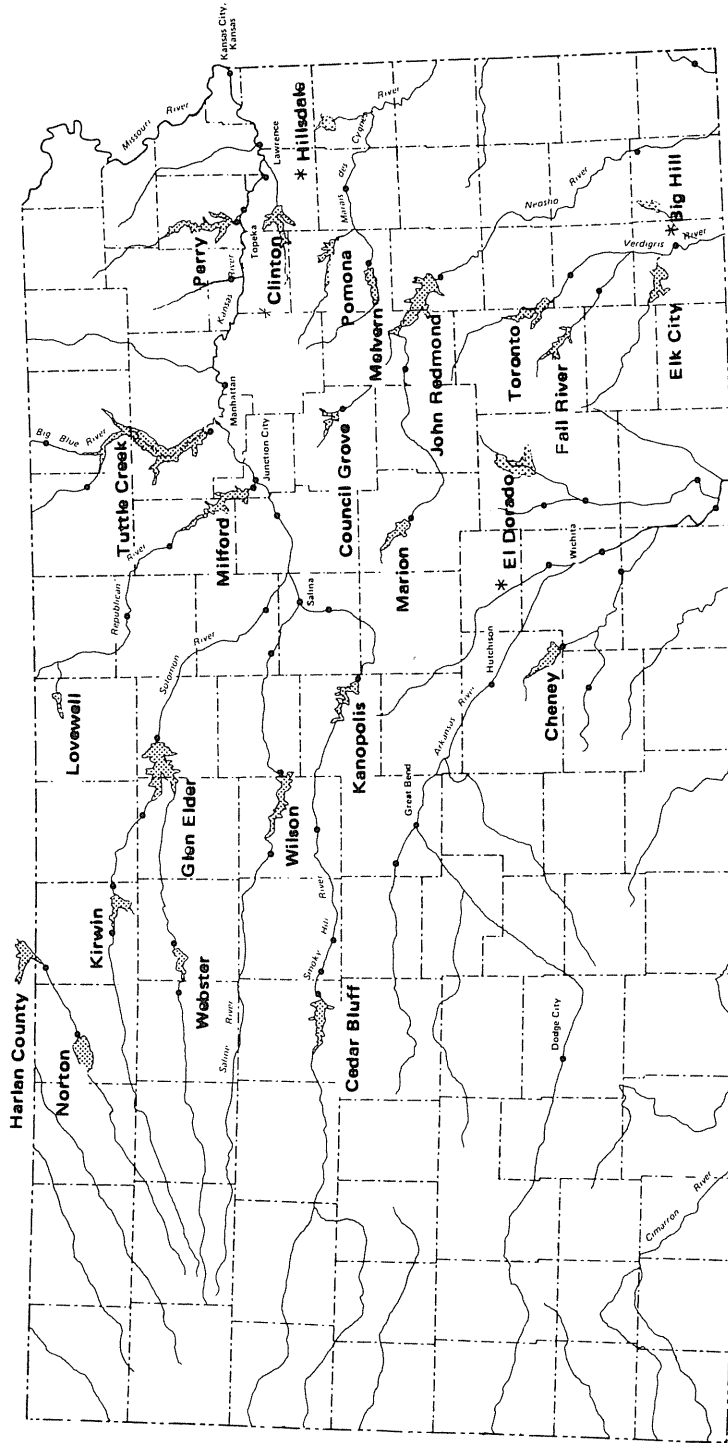 Harlan County
Norton
Kirwin
Webster
Glen Elder
Lovewell
Republican
River
Solomon
River
Saline
River
Wilson
Smoky Hill
River
Cedar Bluff
Kanopolis
Salina
Milford
Junction City
Tuttle Creek
Big Blue River
Manhattan
Kansas
River
Perry
Topeka
* Clinton
Lawrence
Missouri
River
Kansas City,
Kansas
* Hillsdale
Marais des
Cygnes
River
Pomona
Melvern
Council Grove
John Redmond
Marion
Neosho
River
Toronto
Fall River
Verdigris
River
Elk City
* Big Hill
* El Dorado
Wichita
Hutchison
Cheney
Arkansas
River
Great Bend
Dodge City
Cimarron
River